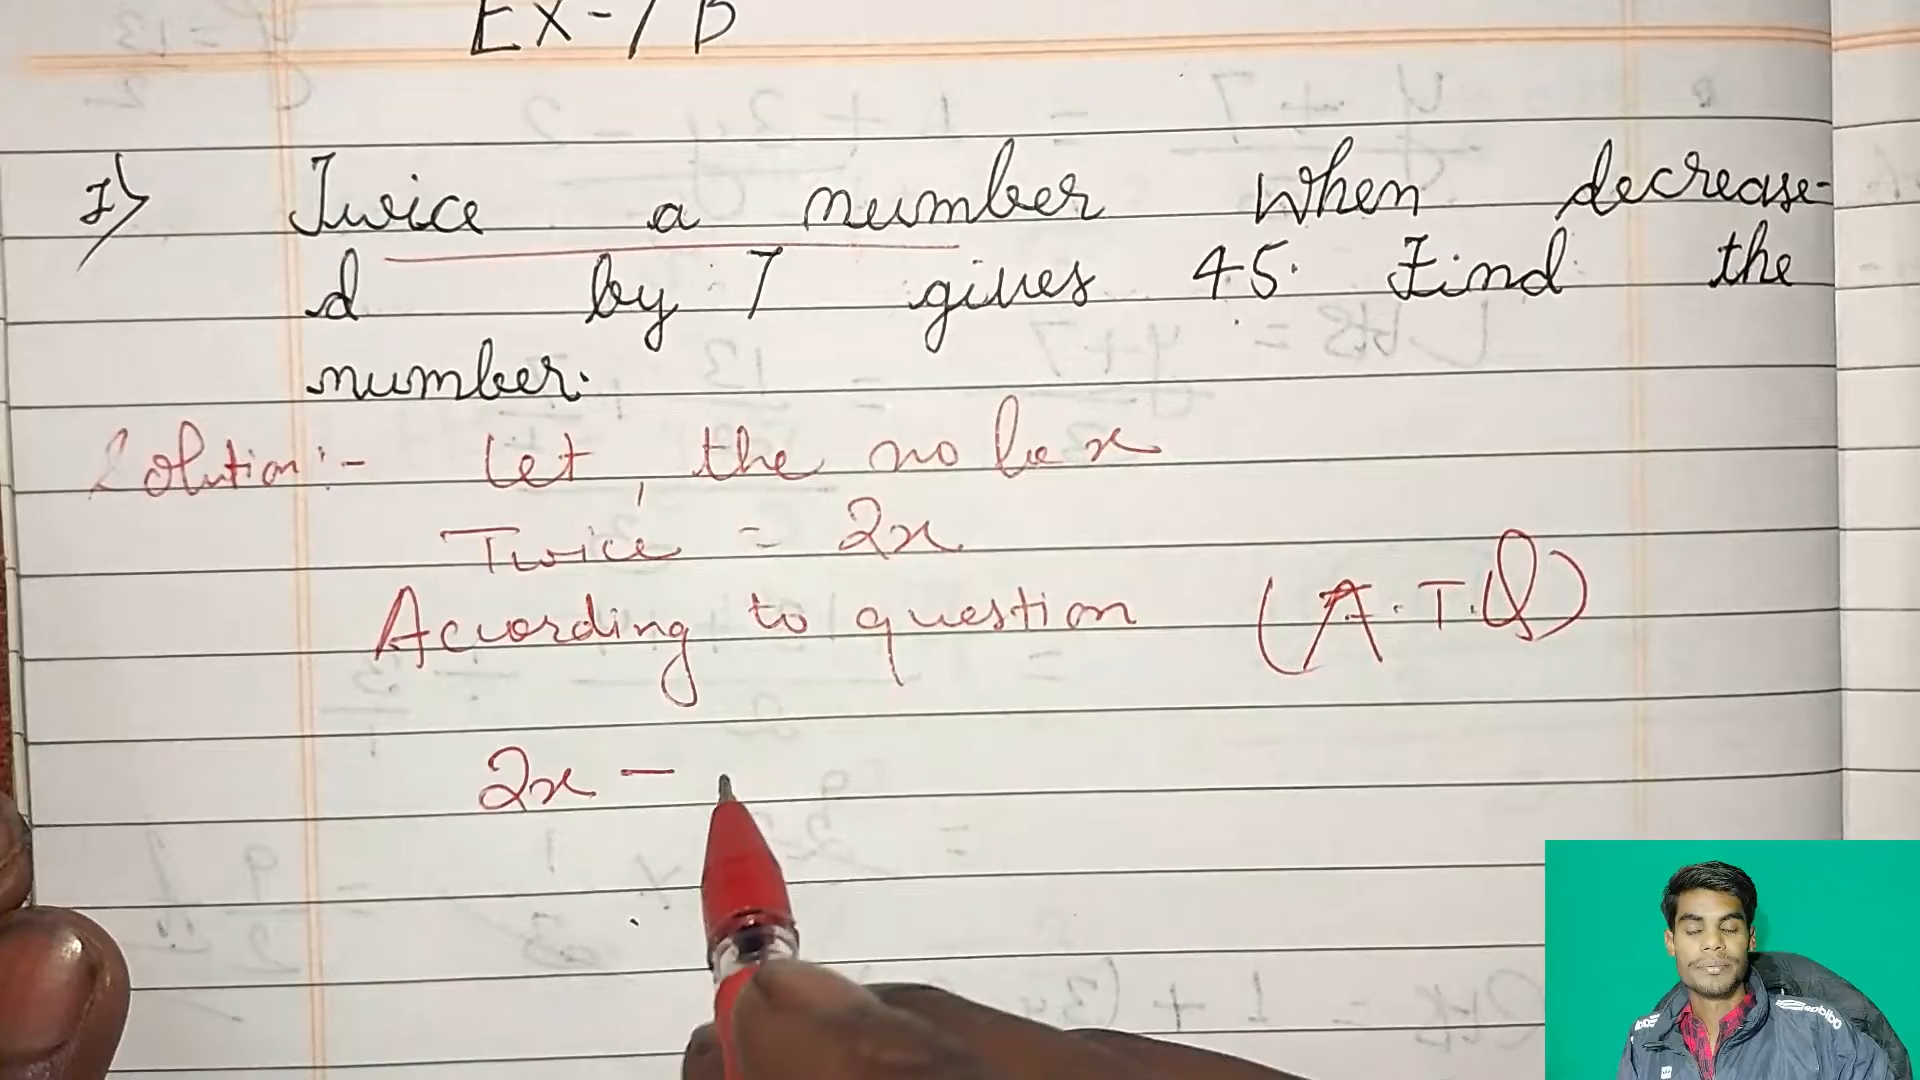 EX-7B
1) Twice a number when decrease-
d by 7 gives 45. Find the
number.
Solution:- Let, the no be x
Twice = 2x
According to question (A.T.Q)
2x -